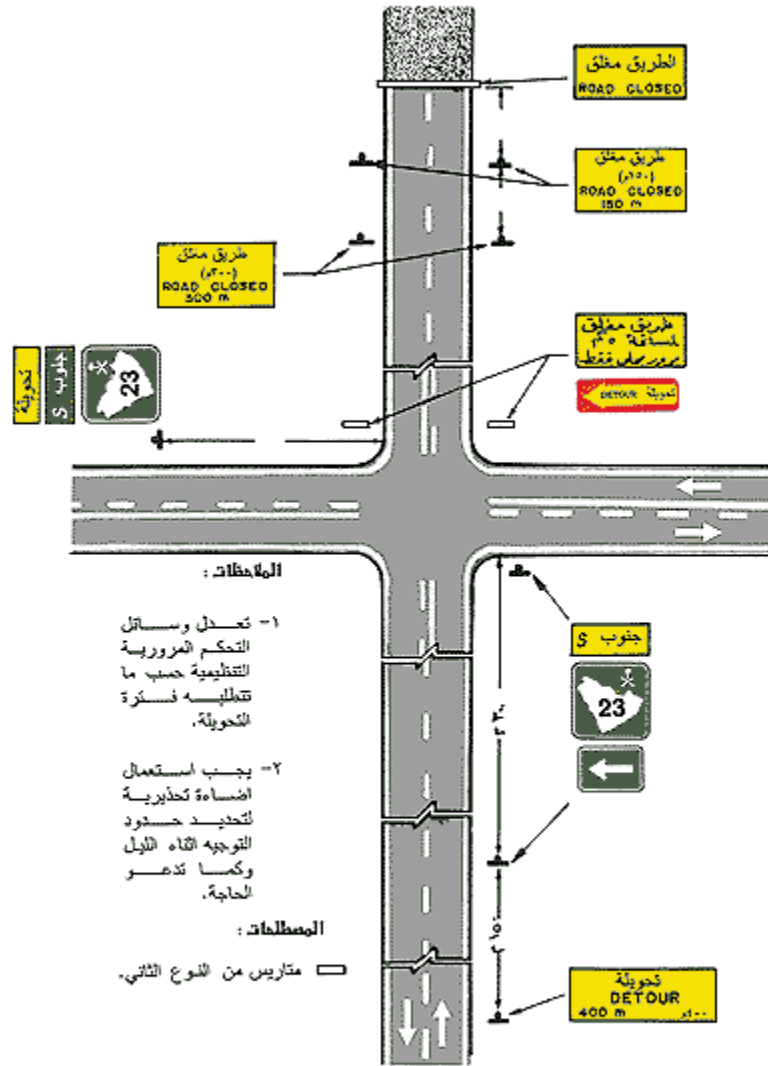 الطريق مغلق
ROAD CLOSED
طريق مغلق
(١٥٠م)
ROAD CLOSED
150 m
طريق مغلق
(٣٠٠م)
ROAD CLOSED
300 m
طريق مغلق
لمسافة ٥كم
مرور محلي فقط
تحويلة DETOUR
تحويلة
جنوب S
23
الملاحظات :
١- تعدل وسائل
التحكم المرورية
التنظيمية حسب ما
تتطلبه فترة
التحويلة.
٢- يجب استعمال
اضاءة تحذيرية
لتحديد حدود
التوجيه اثناء الليل
وكما تدعو
الحاجة.
المصطلحات :
متاريس من النوع الثاني.
جنوب S
23
١٥٠م
تحويلة
DETOUR
400 m